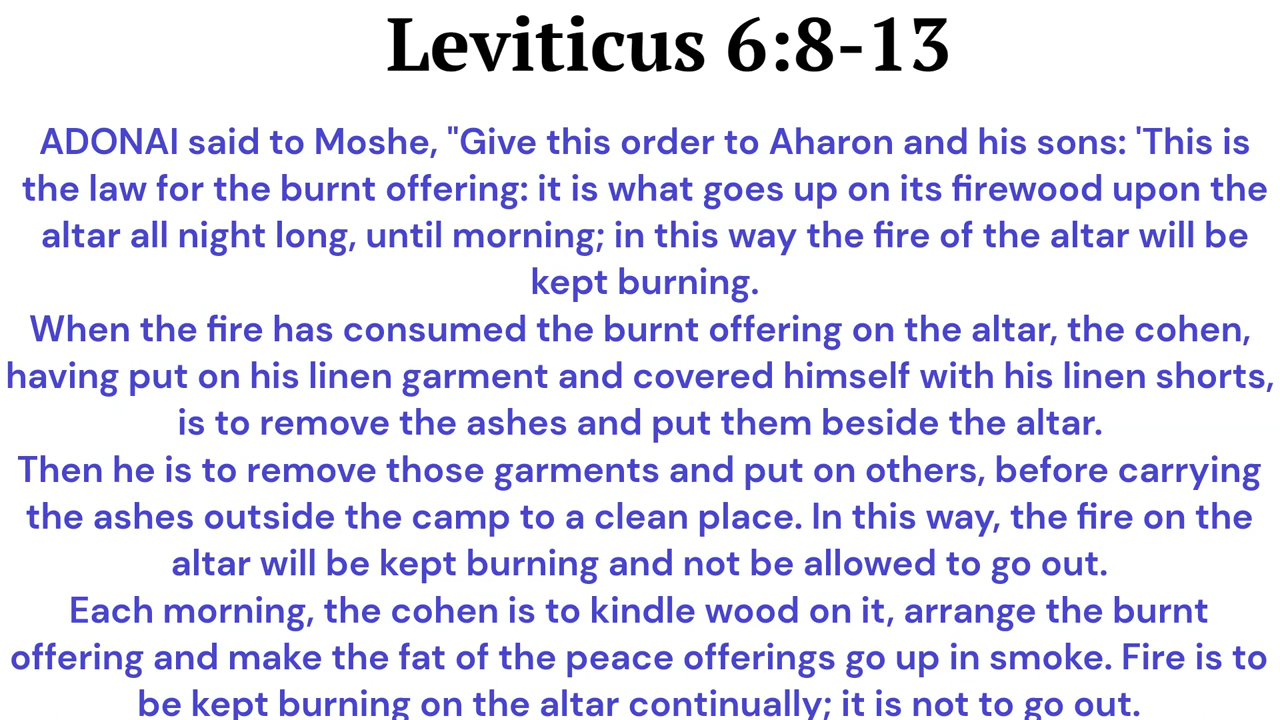 Leviticus 6:8-13
ADONAI said to Moshe, "Give this order to Aharon and his sons: 'This is
the law for the burnt offering: it is what goes up on its firewood upon the
altar all night long, until morning; in this way the fire of the altar will be
kept burning.
When the fire has consumed the burnt offering on the altar, the cohen,
having put on his linen garment and covered himself with his linen shorts,
is to remove the ashes and put them beside the altar.
Then he is to remove those garments and put on others, before carrying
the ashes outside the camp to a clean place. In this way, the fire on the
altar will be kept burning and not be allowed to go out.
Each morning, the cohen is to kindle wood on it, arrange the burnt
offering and make the fat of the peace offerings go up in smoke. Fire is to
be kept burning on the altar continually; it is not to go out.